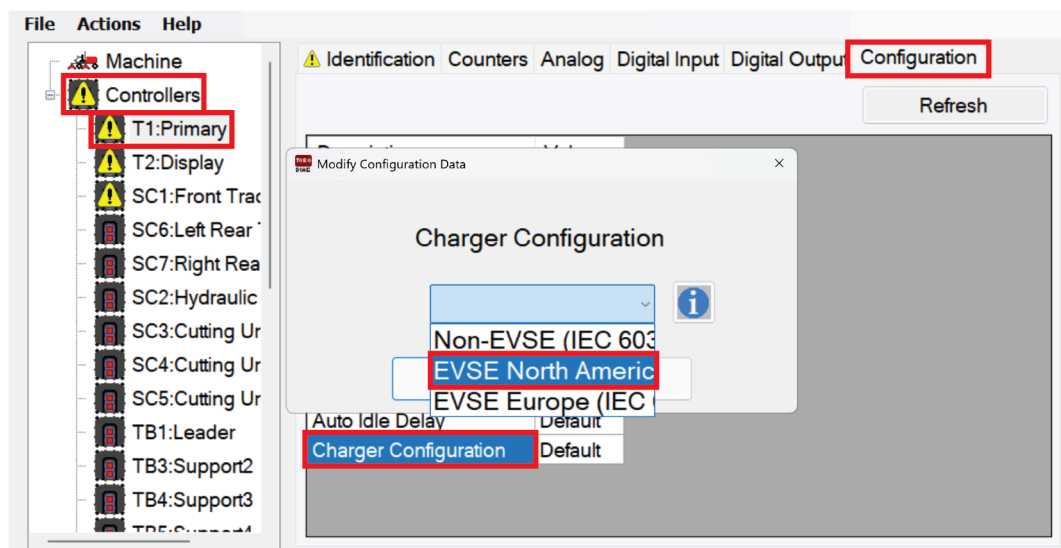 File Actions Help
Machine
Controllers
T1:Primary
T2:Display
SC1:Front Trac
SC6:Left Rear
SC7:Right Rea
SC2:Hydraulic
SC3:Cutting Ur
SC4:Cutting Ur
SC5:Cutting Ur
TB1:Leader
TB3:Support2
TB4:Support3
Identification Counters Analog Digital Input Digital Output Configuration
Refresh
TORO DIAG Modify Configuration Data
Charger Configuration
Non-EVSE (IEC 603
EVSE North Americ
EVSE Europe (IEC
Auto Idle Delay Default
Charger Configuration Default